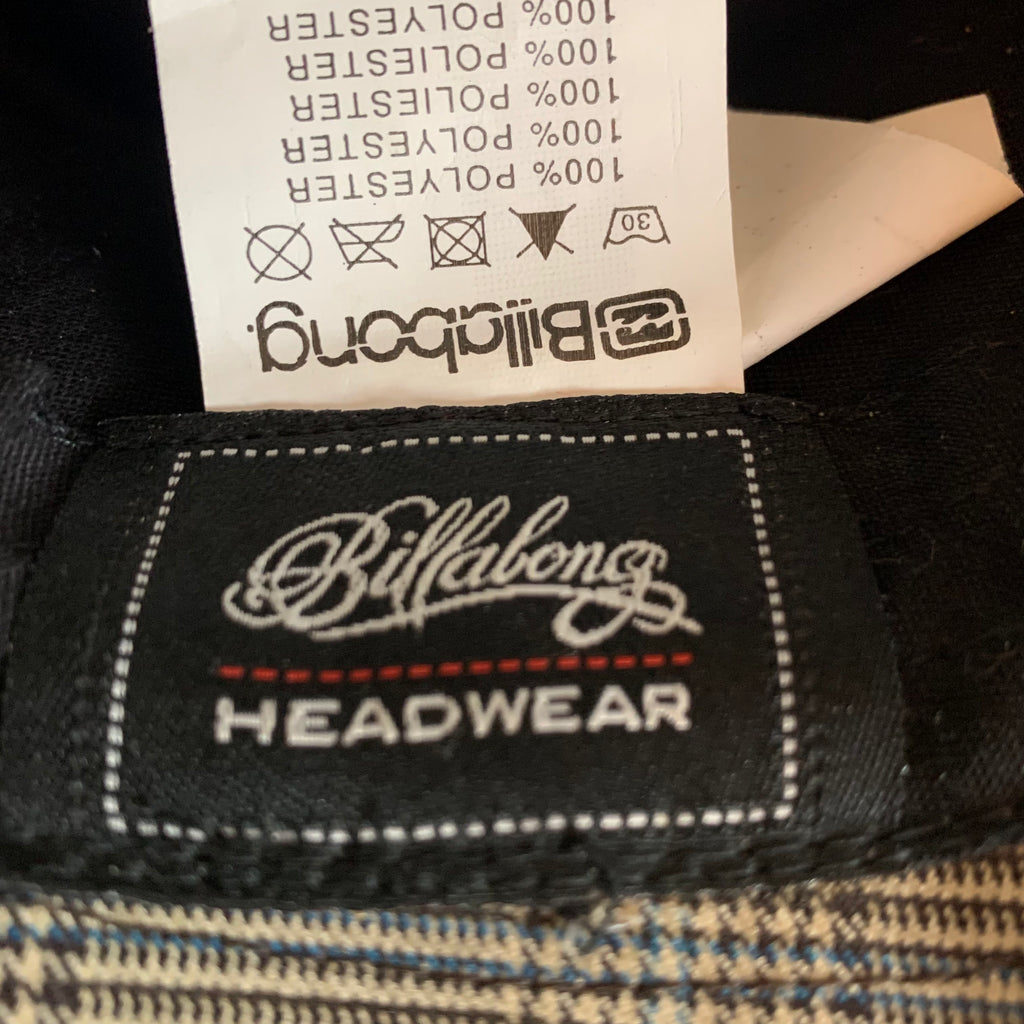 Billabong.
30
100% POLYESTER
100% POLYESTER
100% POLIESTER
100% POLIESTER
100% POLYESTER
Billabong
HEADWEAR